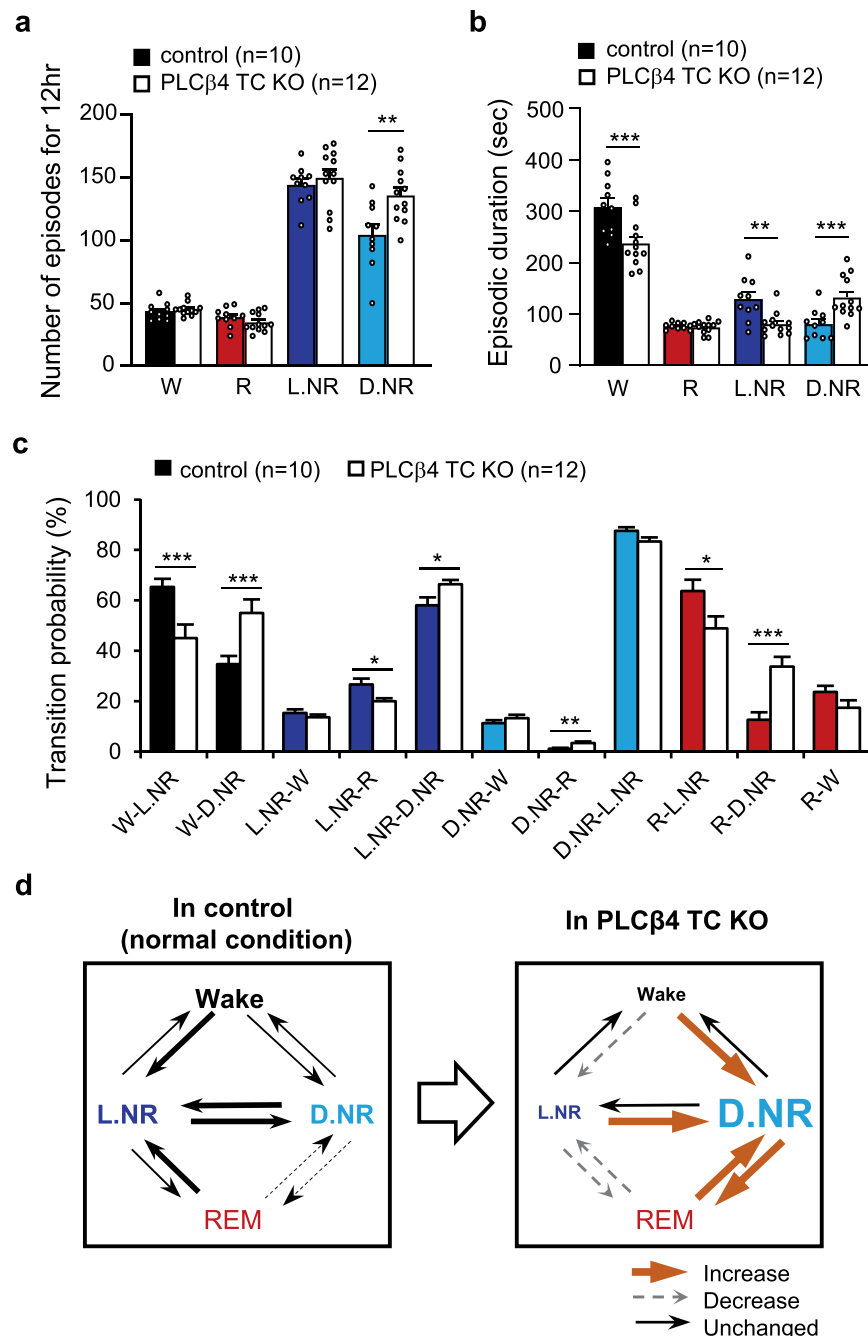 a
control (n=10)
PLCβ4 TC KO (n=12)
Number of episodes for 12hr
200
150
100
50
0
**
W R L.NR D.NR
b
control (n=10)
PLCβ4 TC KO (n=12)
Episodic duration (sec)
500
400
300
200
100
0
***
**
***
W R L.NR D.NR
c
control (n=10) PLCβ4 TC KO (n=12)
Transition probability (%)
100
80
60
40
20
0
***
***
*
*
**
*
***
W-L.NR
W-D.NR
L.NR-W
L.NR-R
L.NR-D.NR
D.NR-W
D.NR-R
D.NR-L.NR
R-L.NR
R-D.NR
R-W
d
In control
(normal condition)
Wake
L.NR D.NR
REM
In PLCβ4 TC KO
Wake
L.NR D.NR
REM
Increase
Decrease
Unchanged